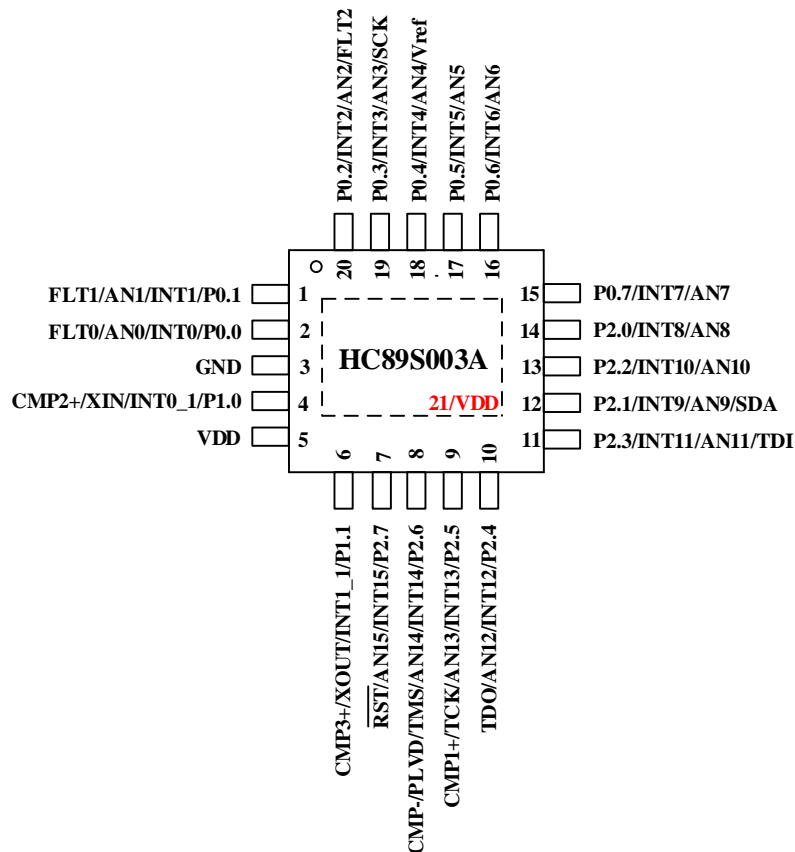 P0.2/INT2/AN2/FLT2
P0.3/INT3/AN3/SCK
P0.4/INT4/AN4/Vref
P0.5/INT5/AN5
P0.6/INT6/AN6
20
19
18
17
16
FLT1/AN1/INT1/P0.1
1
FLT0/AN0/INT0/P0.0
2
GND
3
CMP2+/XIN/INT0_1/P1.0
4
VDD
5
HC89S003A
21/VDD
15
P0.7/INT7/AN7
14
P2.0/INT8/AN8
13
P2.2/INT10/AN10
12
P2.1/INT9/AN9/SDA
11
P2.3/INT11/AN11/TDI
6
7
8
9
10
CMP3+/XOUT/INT1_1/P1.1
RST/AN15/INT15/P2.7
CMP-/PLVD/TMS/AN14/INT14/P2.6
CMP1+/TCK/AN13/INT13/P2.5
TDO/AN12/INT12/P2.4